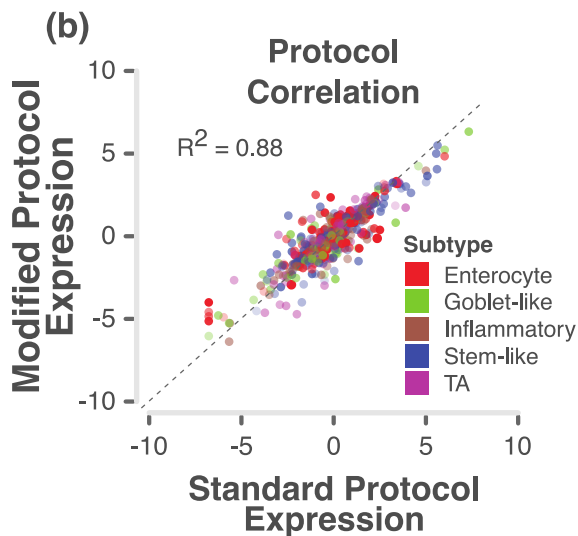 (b)
Protocol
Correlation
R² = 0.88
Modified Protocol
Expression
10
5
0
-5
-10
Subtype
Enterocyte
Goblet-like
Inflammatory
Stem-like
TA
-10 -5 0 5 10
Standard Protocol
Expression